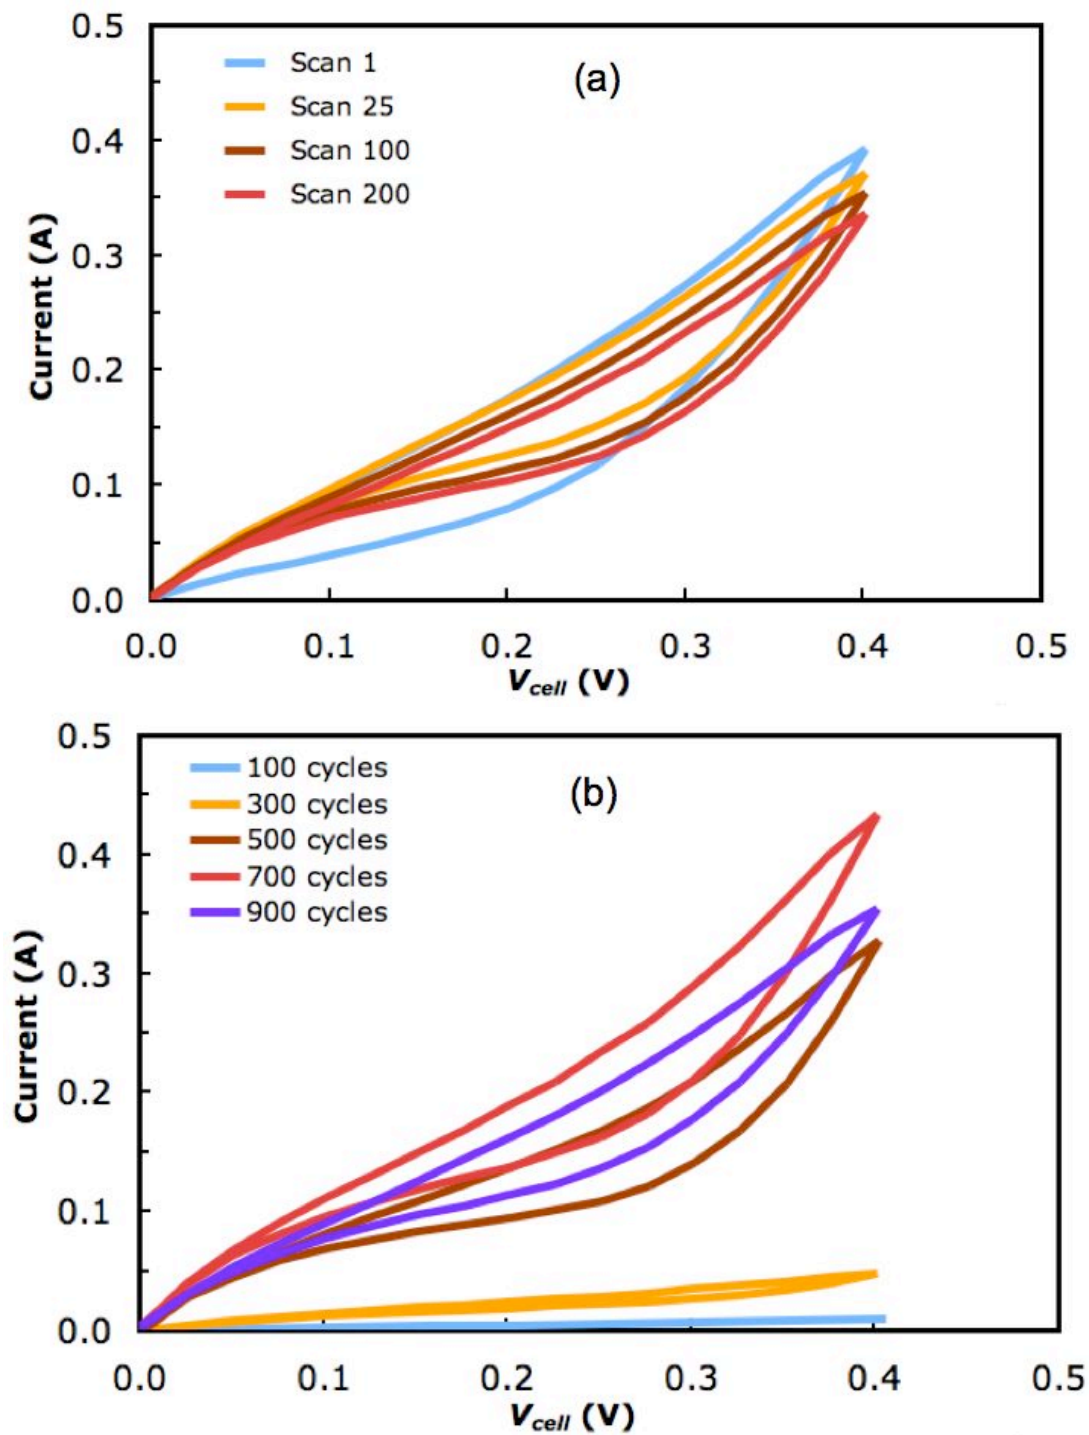 (a)
Scan 1
Scan 25
Scan 100
Scan 200
Current (A)
0.5
0.4
0.3
0.2
0.1
0.0
0.0 0.1 0.2 0.3 0.4 0.5
Vcell (V)
(b)
100 cycles
300 cycles
500 cycles
700 cycles
900 cycles
Current (A)
0.5
0.4
0.3
0.2
0.1
0.0
0.0 0.1 0.2 0.3 0.4 0.5
Vcell (V)